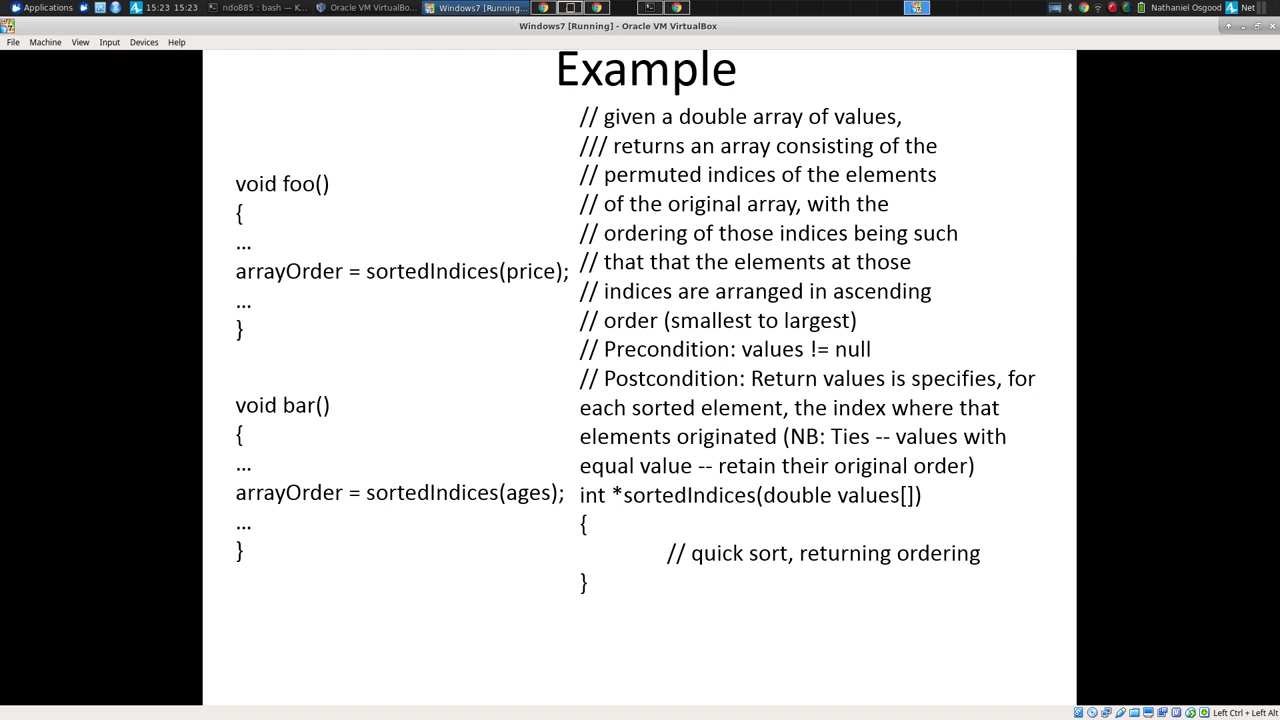 Applications
15:23 15:23
ndo885 : bash — K...
Oracle VM VirtualBo...
Windows7 [Running...
Nathaniel Osgood
Net
Windows7 [Running] - Oracle VM VirtualBox
File Machine View Input Devices Help
Example
void foo()
{
...
arrayOrder = sortedIndices(price);
...
}
void bar()
{
...
arrayOrder = sortedIndices(ages);
...
}
// given a double array of values,
/// returns an array consisting of the
// permuted indices of the elements
// of the original array, with the
// ordering of those indices being such
// that that the elements at those
// indices are arranged in ascending
// order (smallest to largest)
// Precondition: values != null
// Postcondition: Return values is specifies, for
each sorted element, the index where that
elements originated (NB: Ties -- values with
equal value -- retain their original order)
int *sortedIndices(double values[])
{
// quick sort, returning ordering
}
Left Ctrl + Left Alt